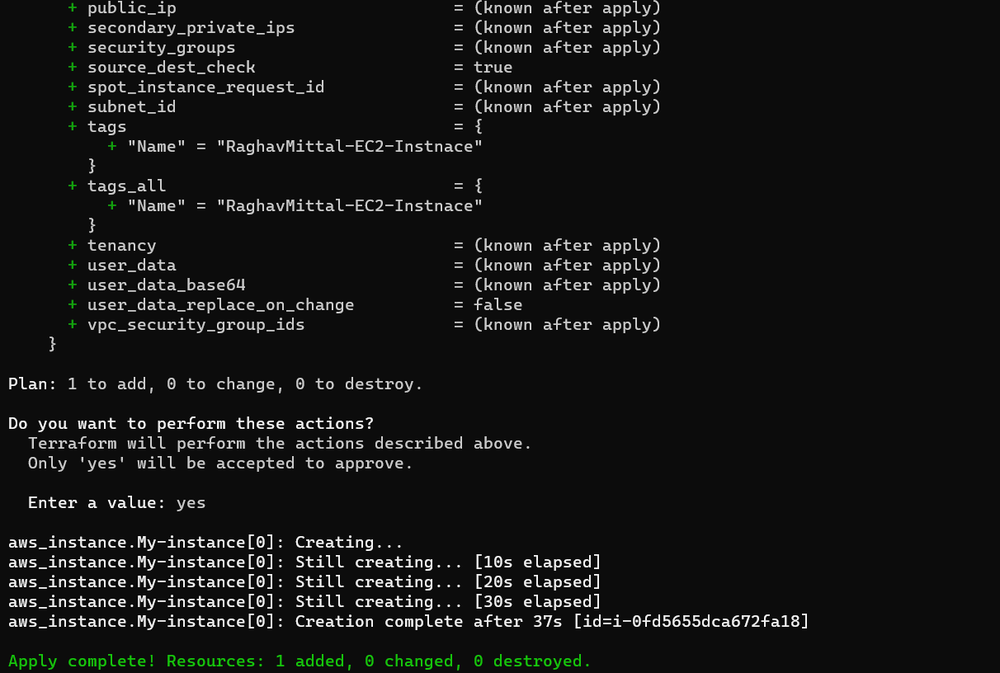 + public_ip = (known after apply)
+ secondary_private_ips = (known after apply)
+ security_groups = (known after apply)
+ source_dest_check = true
+ spot_instance_request_id = (known after apply)
+ subnet_id = (known after apply)
+ tags = {
+ "Name" = "RaghavMittal-EC2-Instnace"
}
+ tags_all = {
+ "Name" = "RaghavMittal-EC2-Instnace"
}
+ tenancy = (known after apply)
+ user_data = (known after apply)
+ user_data_base64 = (known after apply)
+ user_data_replace_on_change = false
+ vpc_security_group_ids = (known after apply)
}
Plan: 1 to add, 0 to change, 0 to destroy.
Do you want to perform these actions?
Terraform will perform the actions described above.
Only 'yes' will be accepted to approve.
Enter a value: yes
aws_instance.My-instance[0]: Creating...
aws_instance.My-instance[0]: Still creating... [10s elapsed]
aws_instance.My-instance[0]: Still creating... [20s elapsed]
aws_instance.My-instance[0]: Still creating... [30s elapsed]
aws_instance.My-instance[0]: Creation complete after 37s [id=i-0fd5655dca672fa18]
Apply complete! Resources: 1 added, 0 changed, 0 destroyed.